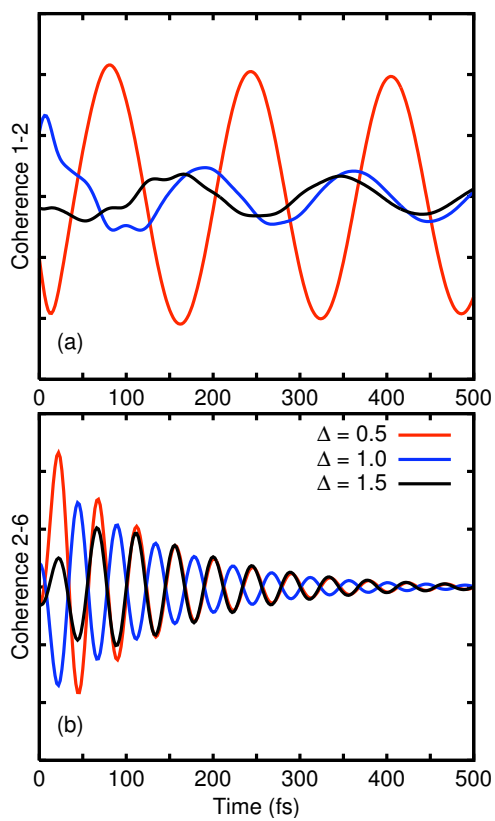 Coherence 1-2
(a)
0 100 200 300 400 500
Δ = 0.5
Δ = 1.0
Δ = 1.5
Coherence 2-6
(b)
0 100 200 300 400 500
Time (fs)